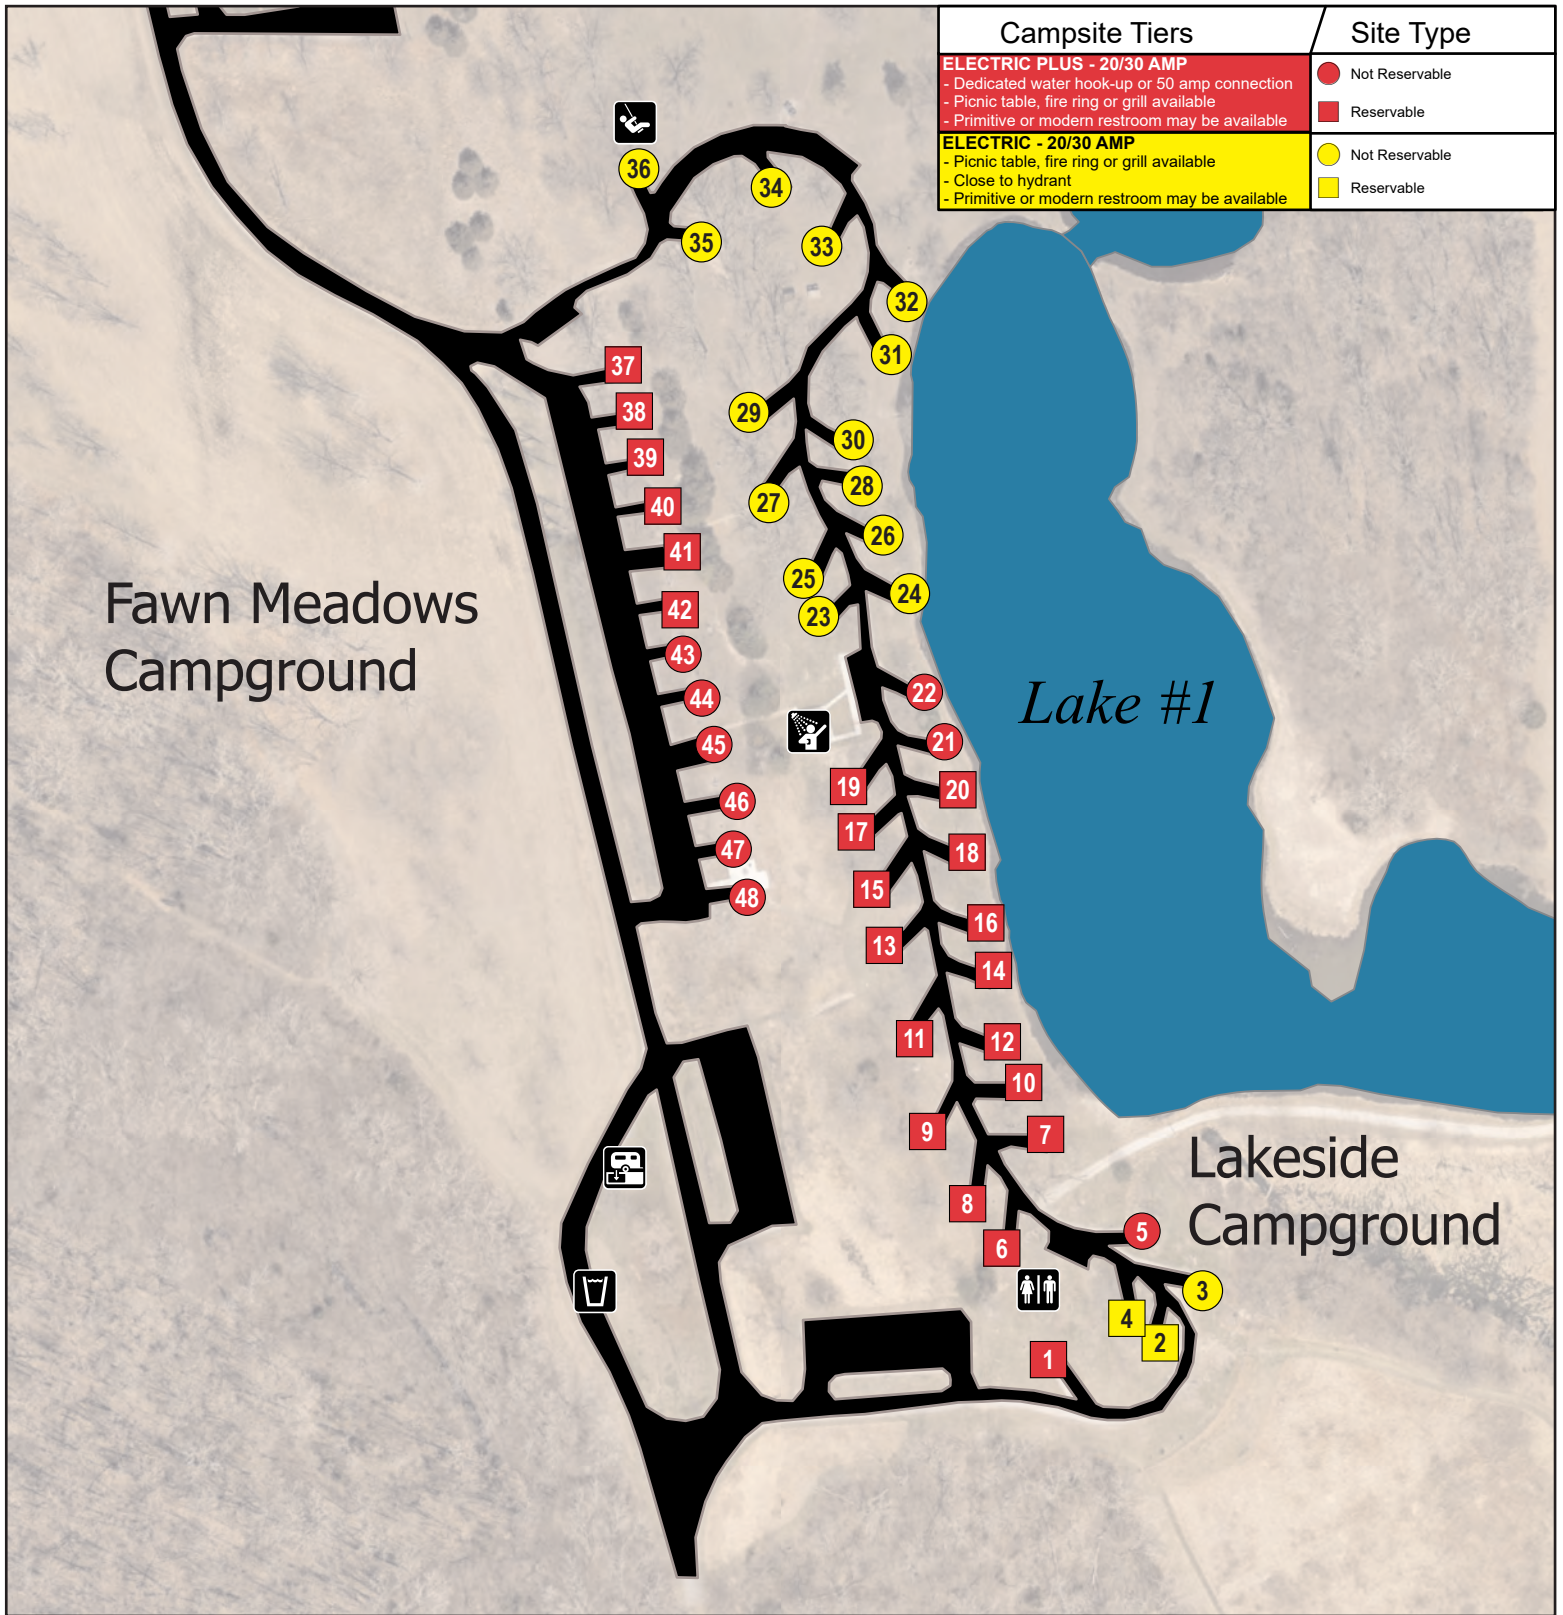 Campsite Tiers
Site Type
ELECTRIC PLUS - 20/30 AMP
- Dedicated water hook-up or 50 amp connection
- Picnic table, fire ring or grill available
- Primitive or modern restroom may be available
Not Reservable
Reservable
ELECTRIC - 20/30 AMP
- Picnic table, fire ring or grill available
- Close to hydrant
- Primitive or modern restroom may be available
Not Reservable
Reservable
36
34
35
33
32
31
37
38
29
30
39
28
27
40
26
41
25
24
42
23
43
22
44
21
45
19
20
46
17
18
47
15
48
16
13
14
11
12
10
9
7
8
5
6
3
4
2
1
Fawn Meadows
Campground
Lake #1
Lakeside
Campground